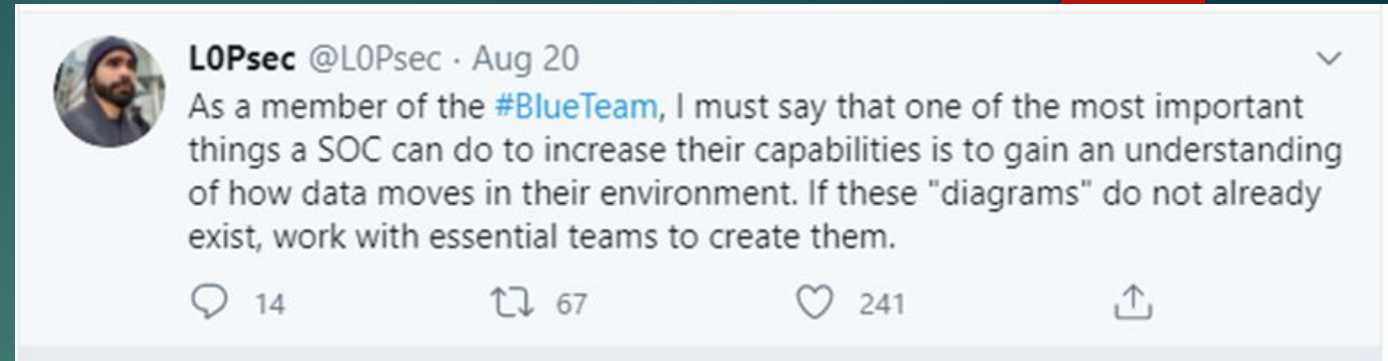 L0Psec @L0Psec · Aug 20
As a member of the #BlueTeam, I must say that one of the most important
things a SOC can do to increase their capabilities is to gain an understanding
of how data moves in their environment. If these "diagrams" do not already
exist, work with essential teams to create them.
14 67 241